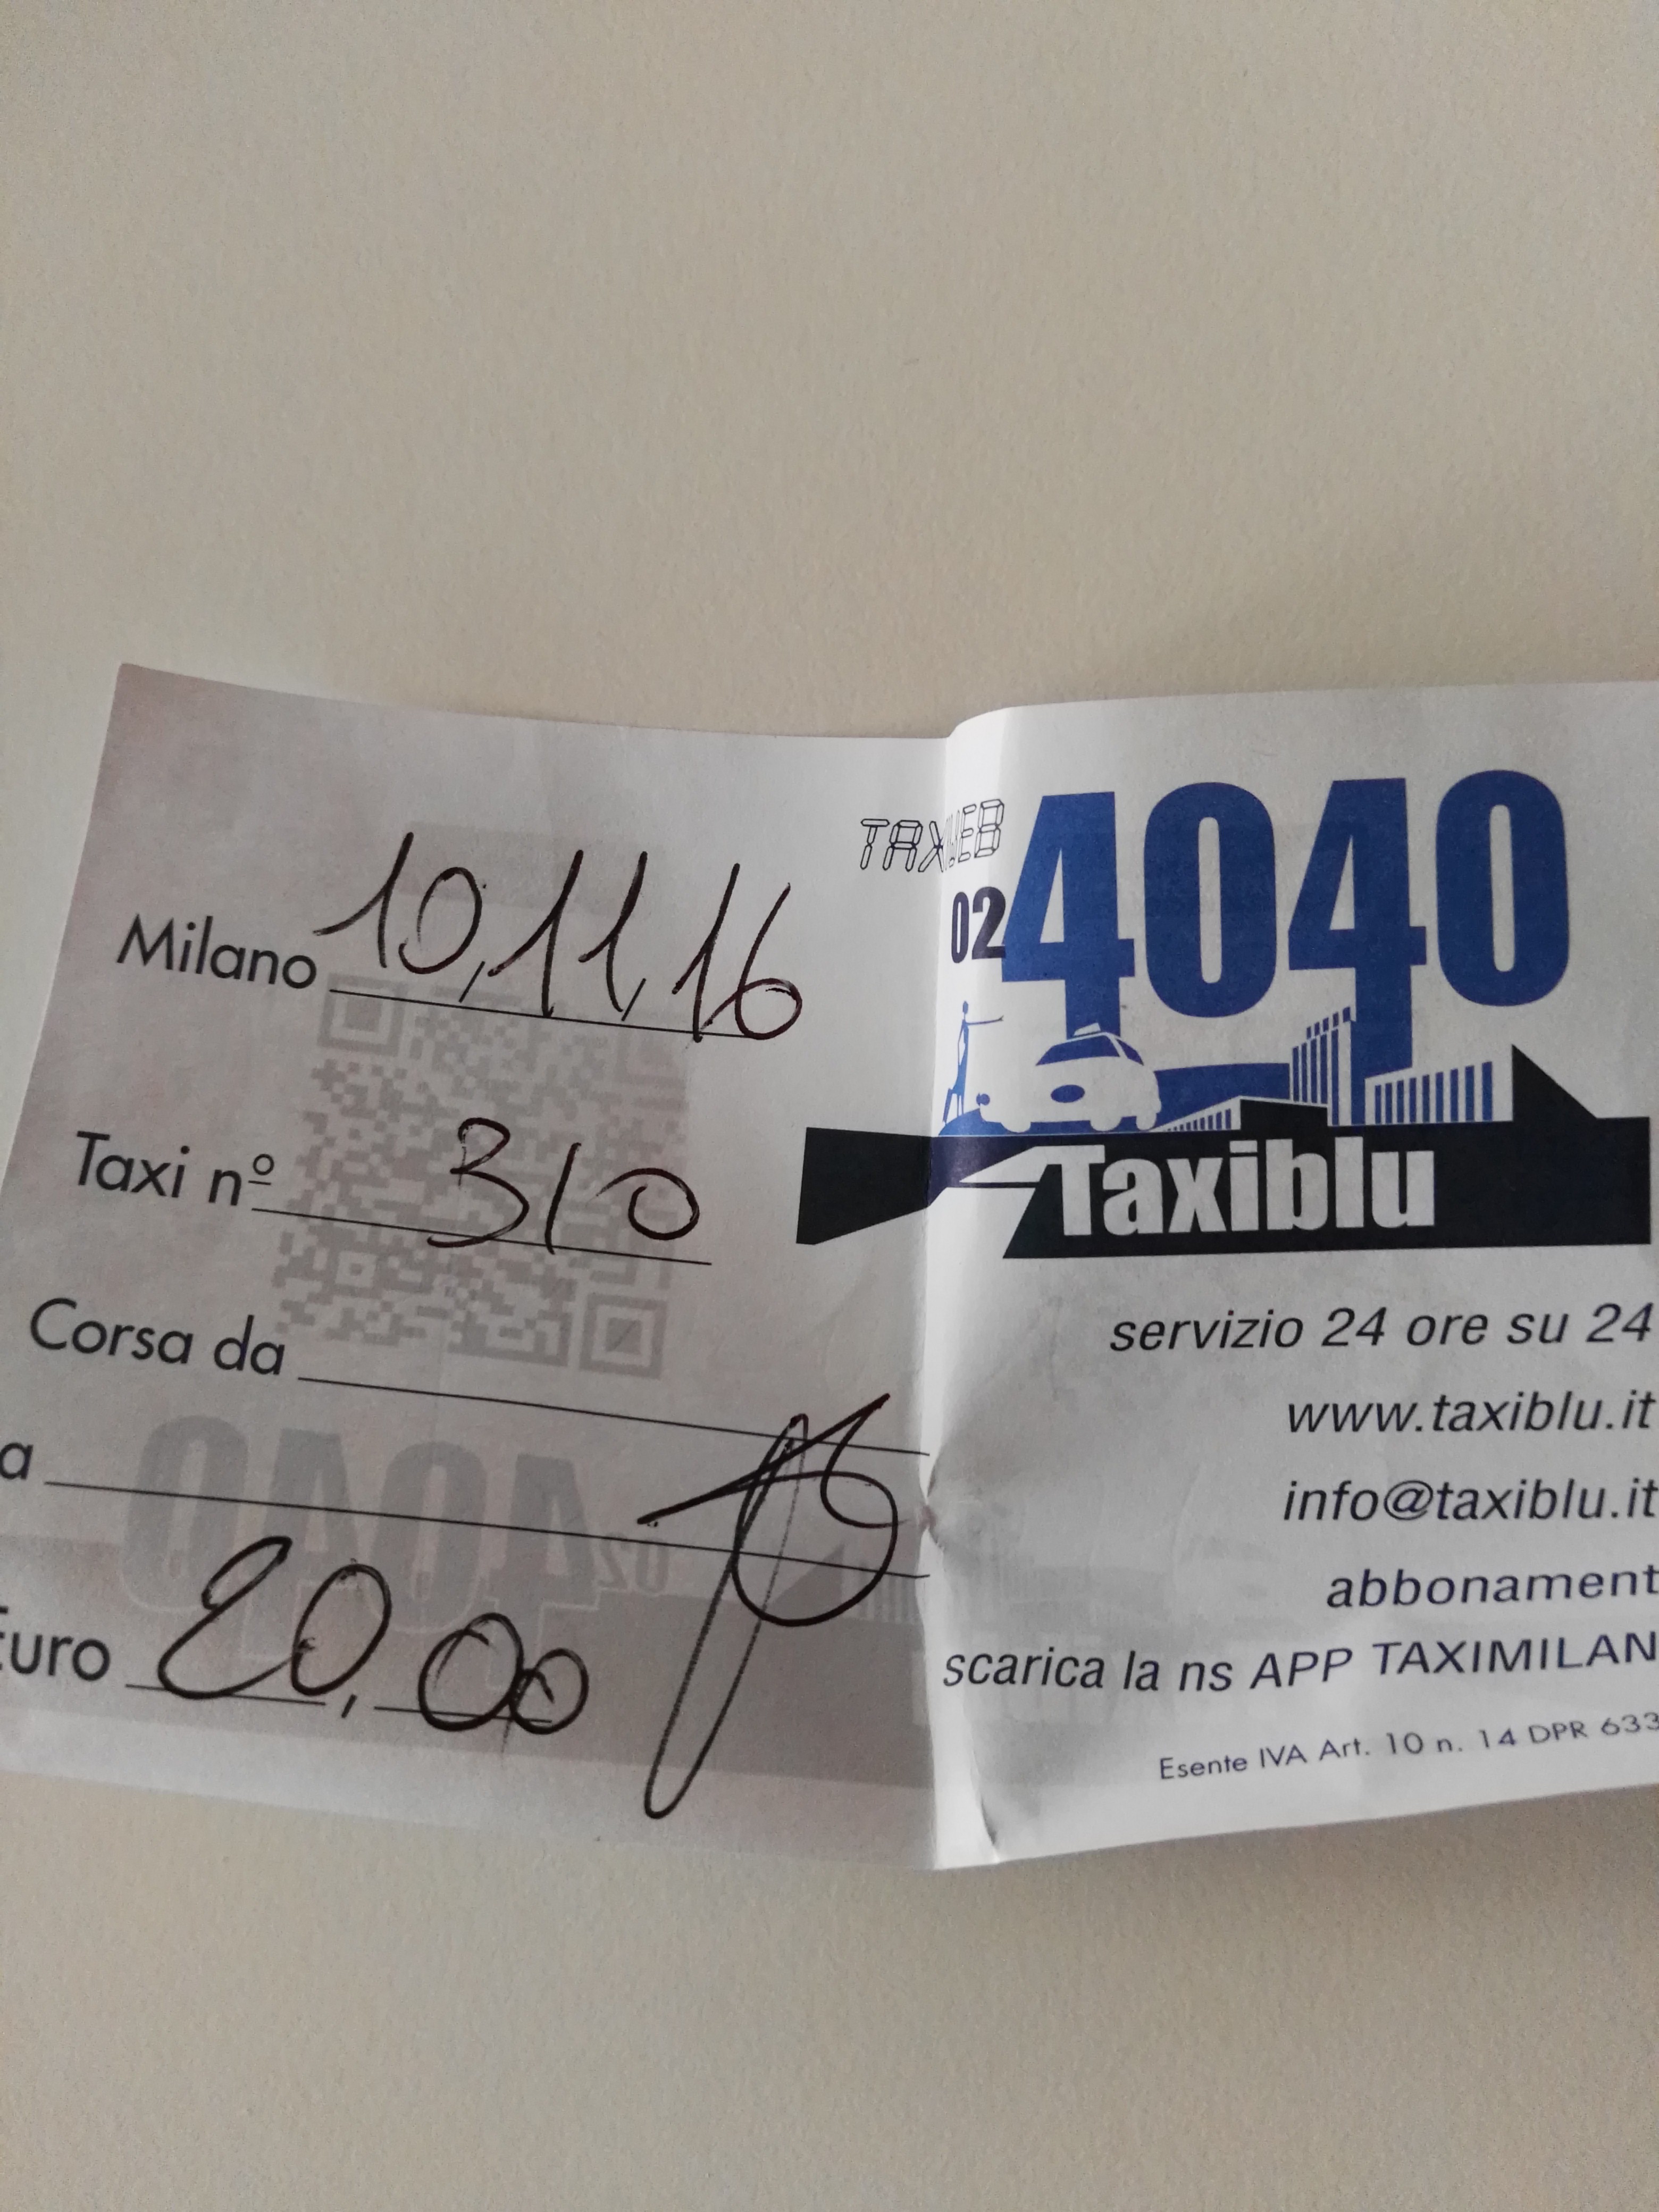 Milano 10,11,16
Taxi nº 310
Corsa da
a
Euro 20,00
TAXIWEB
02 4040
Taxiblu
servizio 24 ore su 24
www.taxiblu.it
info@taxiblu.it
abbonament
scarica la ns APP TAXIMILAN
Esente IVA Art. 10 n. 14 DPR 633